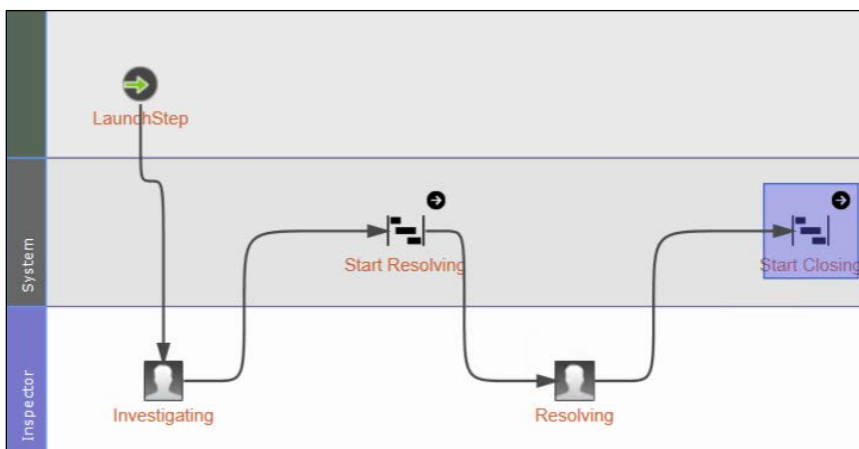 LaunchStep
System
Start Resolving
Start Closing
Inspector
Investigating
Resolving